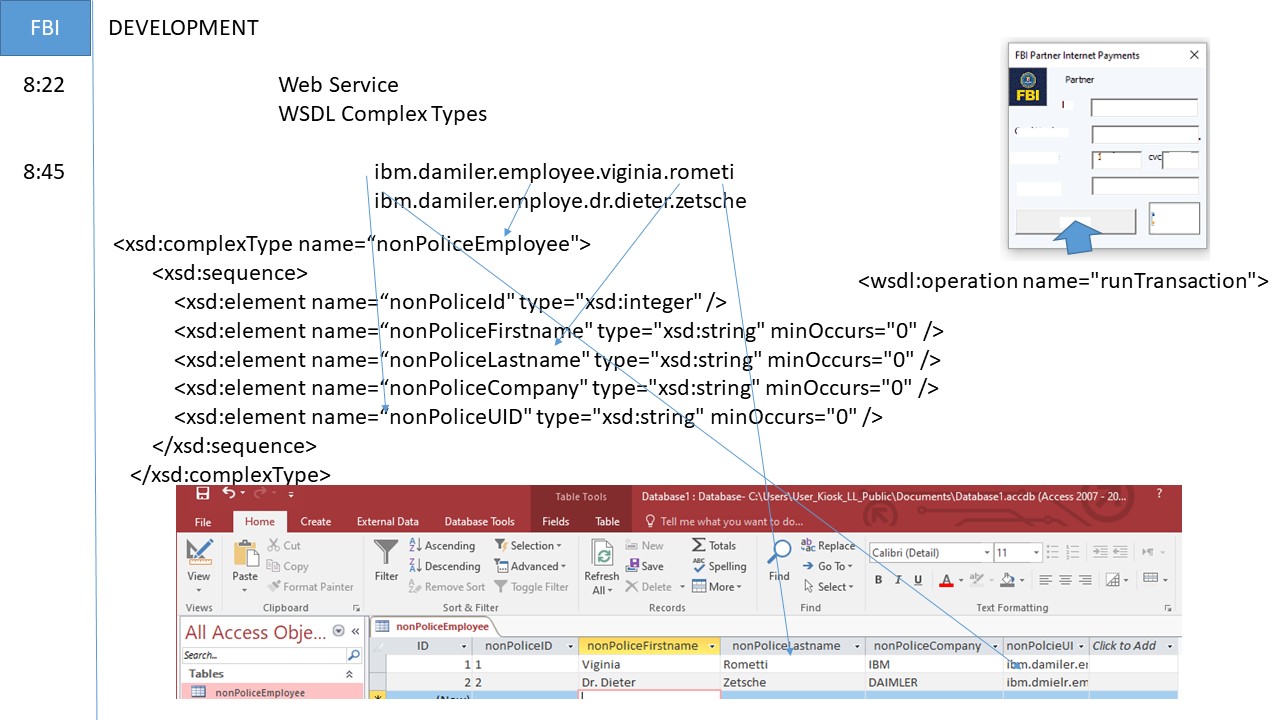 FBI
DEVELOPMENT
8:22
Web Service
WSDL Complex Types
8:45
ibm.damiler.employee.viginia.rometi
ibm.damiler.employe.dr.dieter.zetsche
<xsd:complexType name=“nonPoliceEmployee">
<xsd:sequence>
<xsd:element name=“nonPoliceId" type="xsd:integer" />
<xsd:element name=“nonPoliceFirstname" type="xsd:string" minOccurs="0" />
<xsd:element name=“nonPoliceLastname" type="xsd:string" minOccurs="0" />
<xsd:element name=“nonPoliceCompany" type="xsd:string" minOccurs="0" />
<xsd:element name=“nonPoliceUID" type="xsd:string" minOccurs="0" />
</xsd:sequence>
</xsd:complexType>
FBI Partner Internet Payments
FBI
Partner
cvc
<wsdl:operation name="runTransaction">
Table Tools
Database1 : Database- C:\Users\User_Kiosk_LL_Public\Documents\Database1.accdb (Access 2007 - 20... ?
File Home Create External Data Database Tools Fields Table Tell me what you want to do...
View
Views
Paste
Cut
Copy
Format Painter
Clipboard
Filter
Ascending
Descending
Remove Sort
Selection
Advanced
Toggle Filter
Sort & Filter
Refresh
All
New
Save
Delete
Totals
Spelling
More
Records
Find
Replace
Go To
Select
Find
Calibri (Detail) 11
B I U A
Text Formatting
All Access Obje...
Search...
Tables
nonPoliceEmployee
nonPoliceEmployee
ID nonPoliceID nonPoliceFirstname nonPoliceLastname nonPoliceCompany nonPolcieUI Click to Add
1 1 Viginia Rometti IBM ibm.damiler.er
2 2 Dr. Dieter Zetsche DAIMLER ibm.dmielr.em
(New)